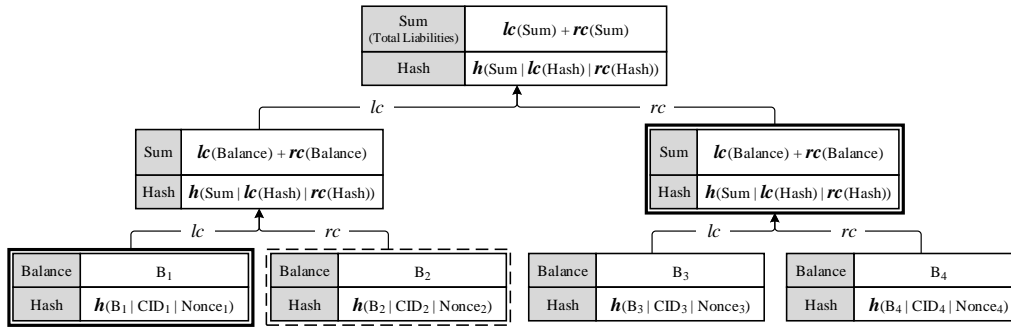 Sum
(Total Liabilities)
lc(Sum) + rc(Sum)
Hash
h(Sum | lc(Hash) | rc(Hash))
lc
rc
Sum
lc(Balance) + rc(Balance)
Hash
h(Sum | lc(Hash) | rc(Hash))
Sum
lc(Balance) + rc(Balance)
Hash
h(Sum | lc(Hash) | rc(Hash))
lc
rc
lc
rc
Balance
B₁
Hash
h(B₁ | CID₁ | Nonce₁)
Balance
B₂
Hash
h(B₂ | CID₂ | Nonce₂)
Balance
B₃
Hash
h(B₃ | CID₃ | Nonce₃)
Balance
B₄
Hash
h(B₄ | CID₄ | Nonce₄)